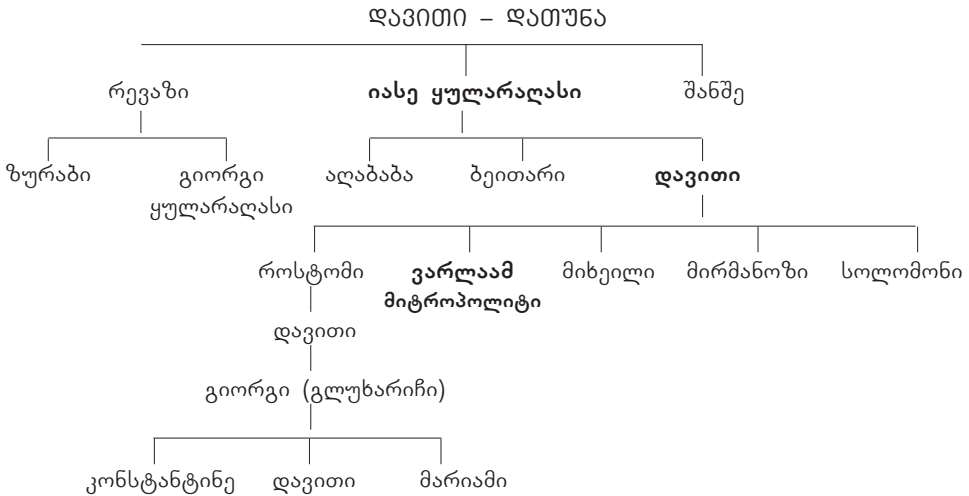 ᲓᲐᲕᲘᲗᲘ – ᲓᲐᲗᲣᲜᲐ
რევაზი იასე ყულარაღასი შანშე
ზურაბი გიორგი აღაბაბა ბეითარი დავითი
ყულარაღასი
როსტომი ვარლაამ მიხეილი მირმანოზი სოლომონი
მიტროპოლიტი
დავითი
გიორგი (გლუხარიჩი)
კონსტანტინე დავითი მარიამი